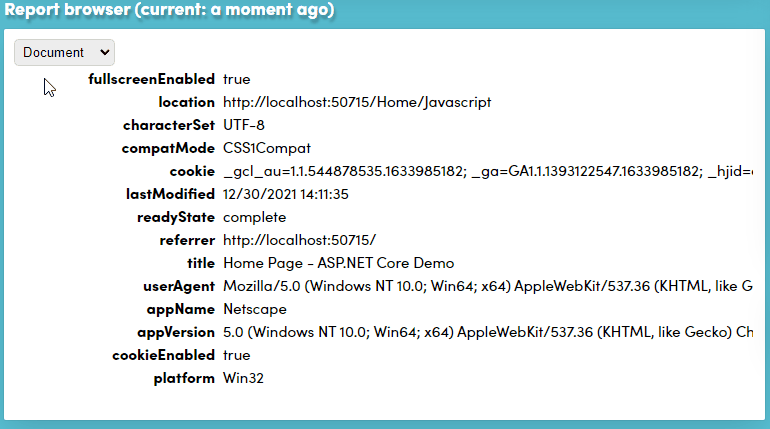 Report browser (current: a moment ago)
Document
fullscreenEnabled true
location http://localhost:50715/Home/Javascript
characterSet UTF-8
compatMode CSS1Compat
cookie _gcl_au=1.1.544878535.1633985182; _ga=GA1.1.1393122547.1633985182; _hjid=
lastModified 12/30/2021 14:11:35
readyState complete
referrer http://localhost:50715/
title Home Page - ASP.NET Core Demo
userAgent Mozilla/5.0 (Windows NT 10.0; Win64; x64) AppleWebKit/537.36 (KHTML, like G
appName Netscape
appVersion 5.0 (Windows NT 10.0; Win64; x64) AppleWebKit/537.36 (KHTML, like Gecko) Ch
cookieEnabled true
platform Win32